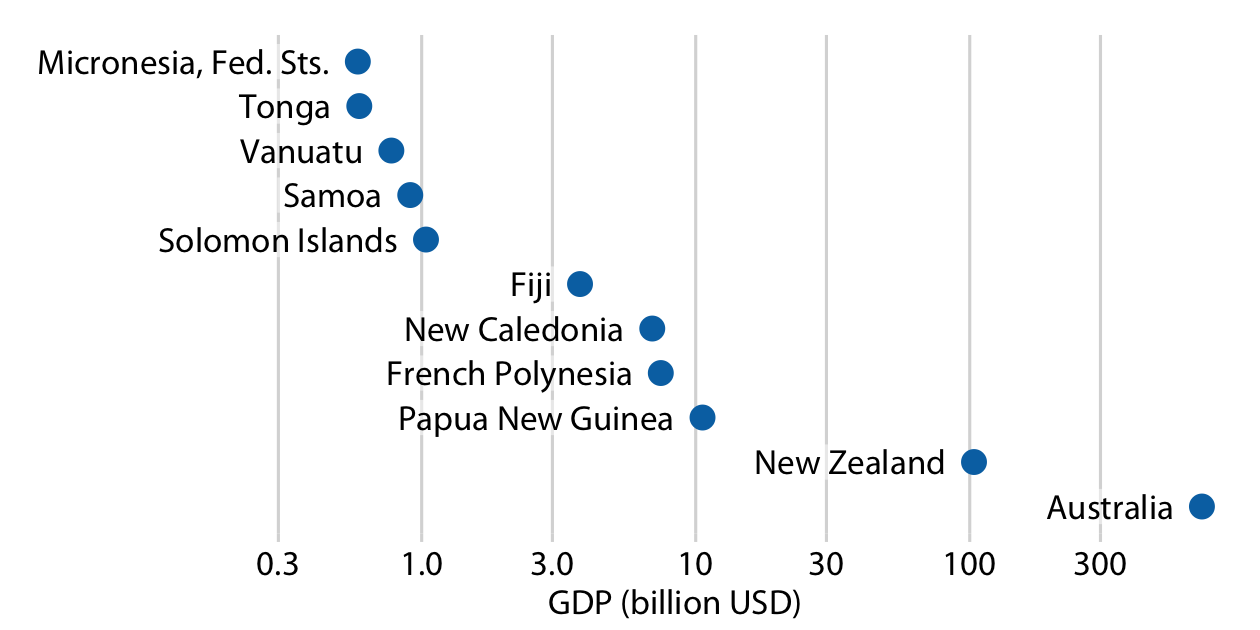 Micronesia, Fed. Sts.
Tonga
Vanuatu
Samoa
Solomon Islands
Fiji
New Caledonia
French Polynesia
Papua New Guinea
New Zealand
Australia
0.3 1.0 3.0 10 30 100 300
GDP (billion USD)